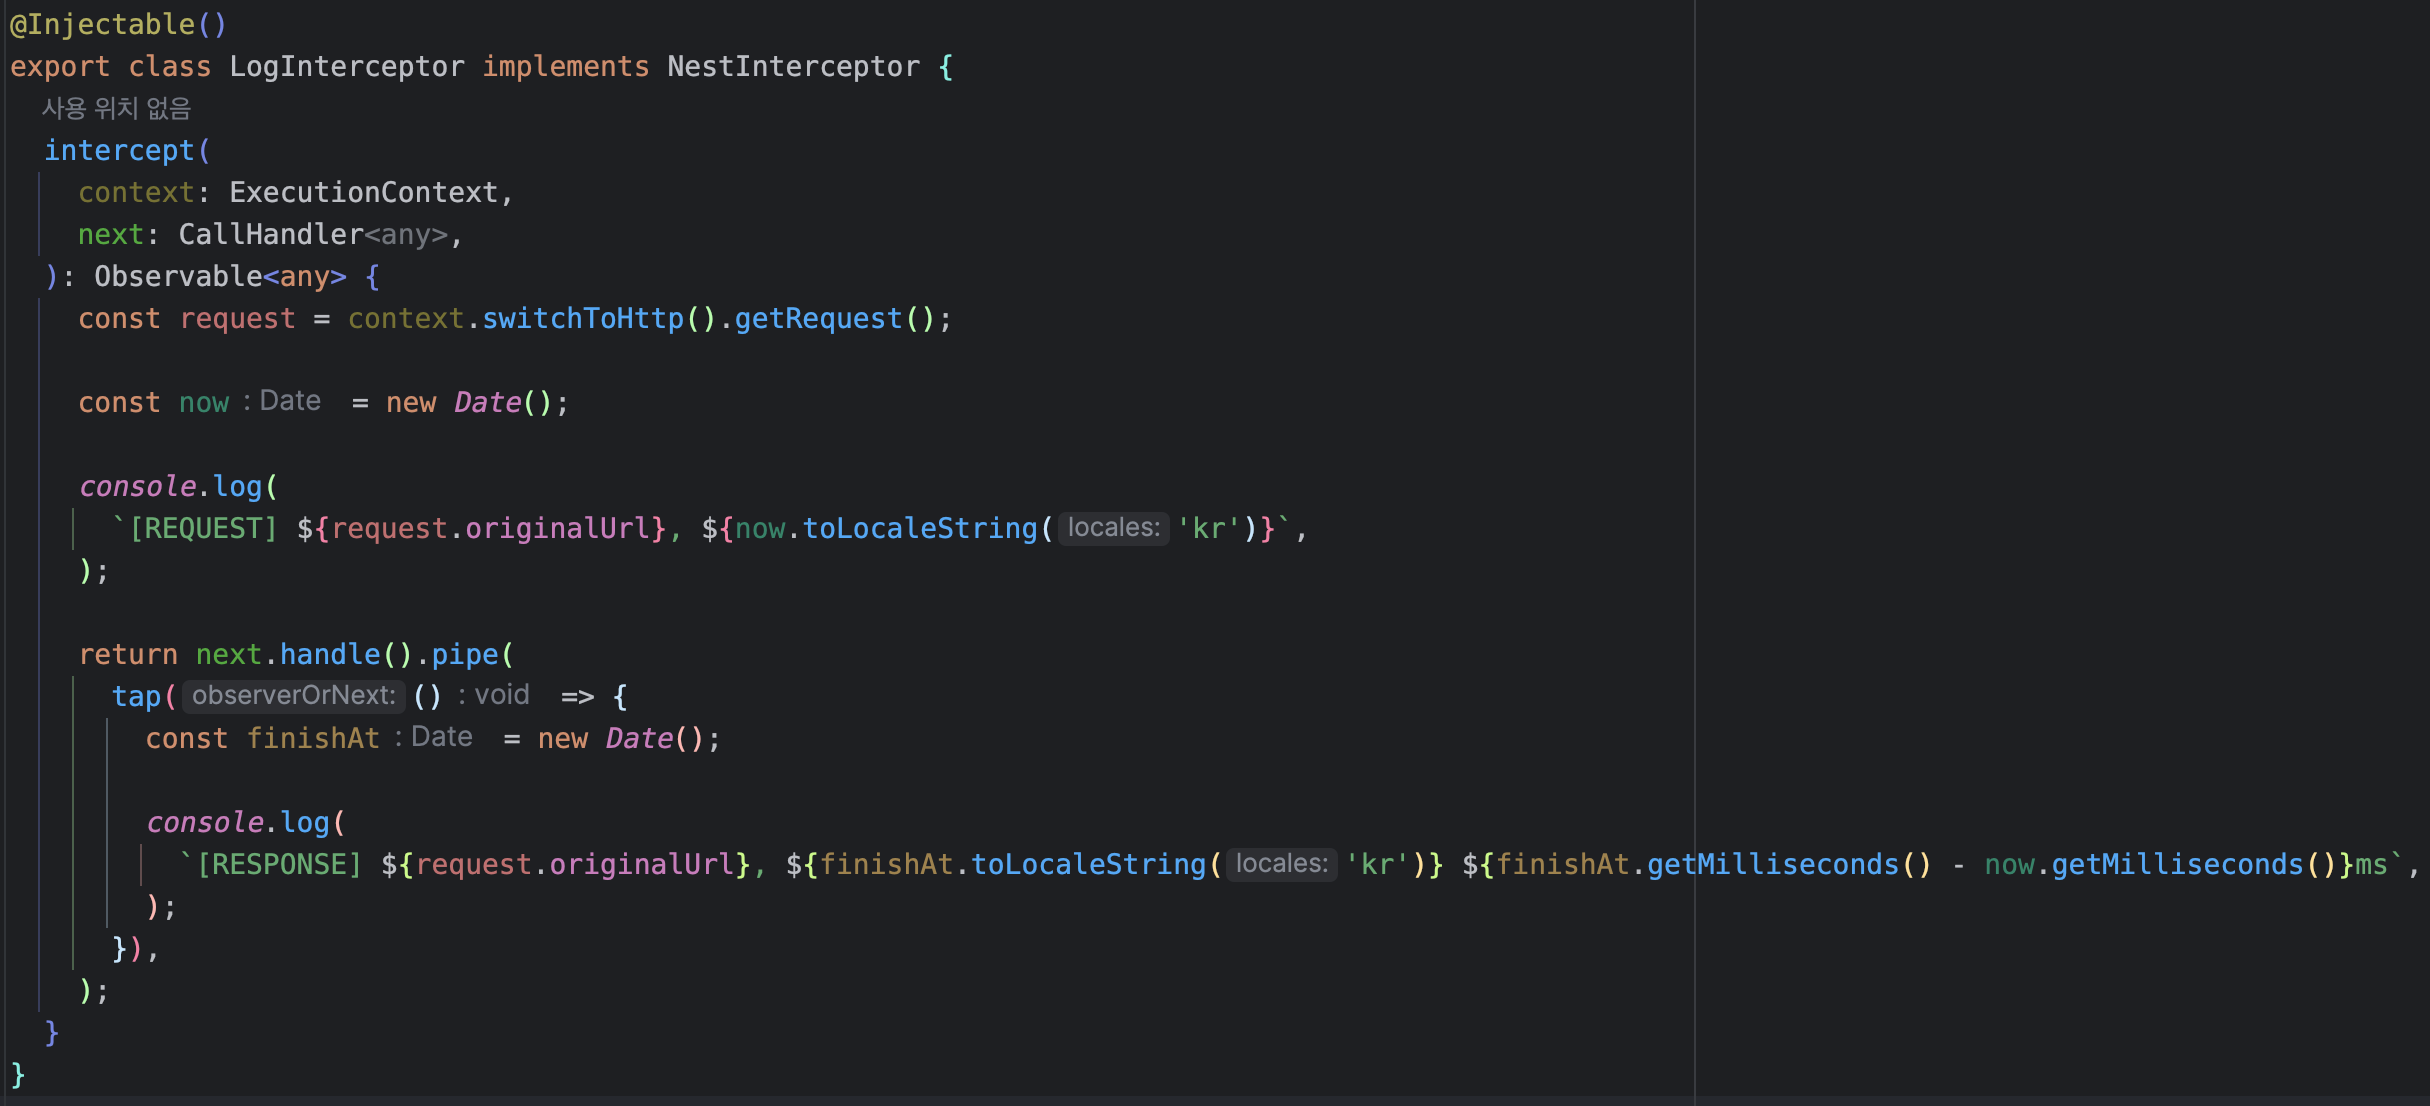 @Injectable()
export class LogInterceptor implements NestInterceptor {
사용 위치 없음
intercept(
context: ExecutionContext,
next: CallHandler<any>,
): Observable<any> {
const request = context.switchToHttp().getRequest();
const now : Date = new Date();
console.log(
`[REQUEST] ${request.originalUrl}, ${now.toLocaleString( locales: 'kr')}`,
);
return next.handle().pipe(
tap( observerOrNext: () : void => {
const finishAt : Date = new Date();
console.log(
`[RESPONSE] ${request.originalUrl}, ${finishAt.toLocaleString( locales: 'kr')} ${finishAt.getMilliseconds() - now.getMilliseconds()}ms`,
);
}),
);
}
}